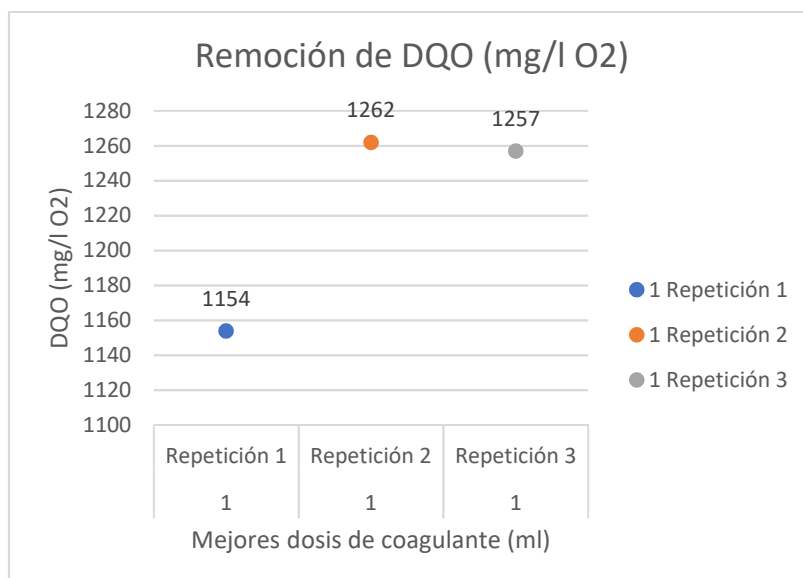 Remoción de DQO (mg/l O2)
DQO (mg/l O2)
1280
1260
1240
1220
1200
1180
1160
1140
1120
1100
1154
1262
1257
Repetición 1 Repetición 2 Repetición 3
1 1 1
Mejores dosis de coagulante (ml)
1 Repetición 1
1 Repetición 2
1 Repetición 3